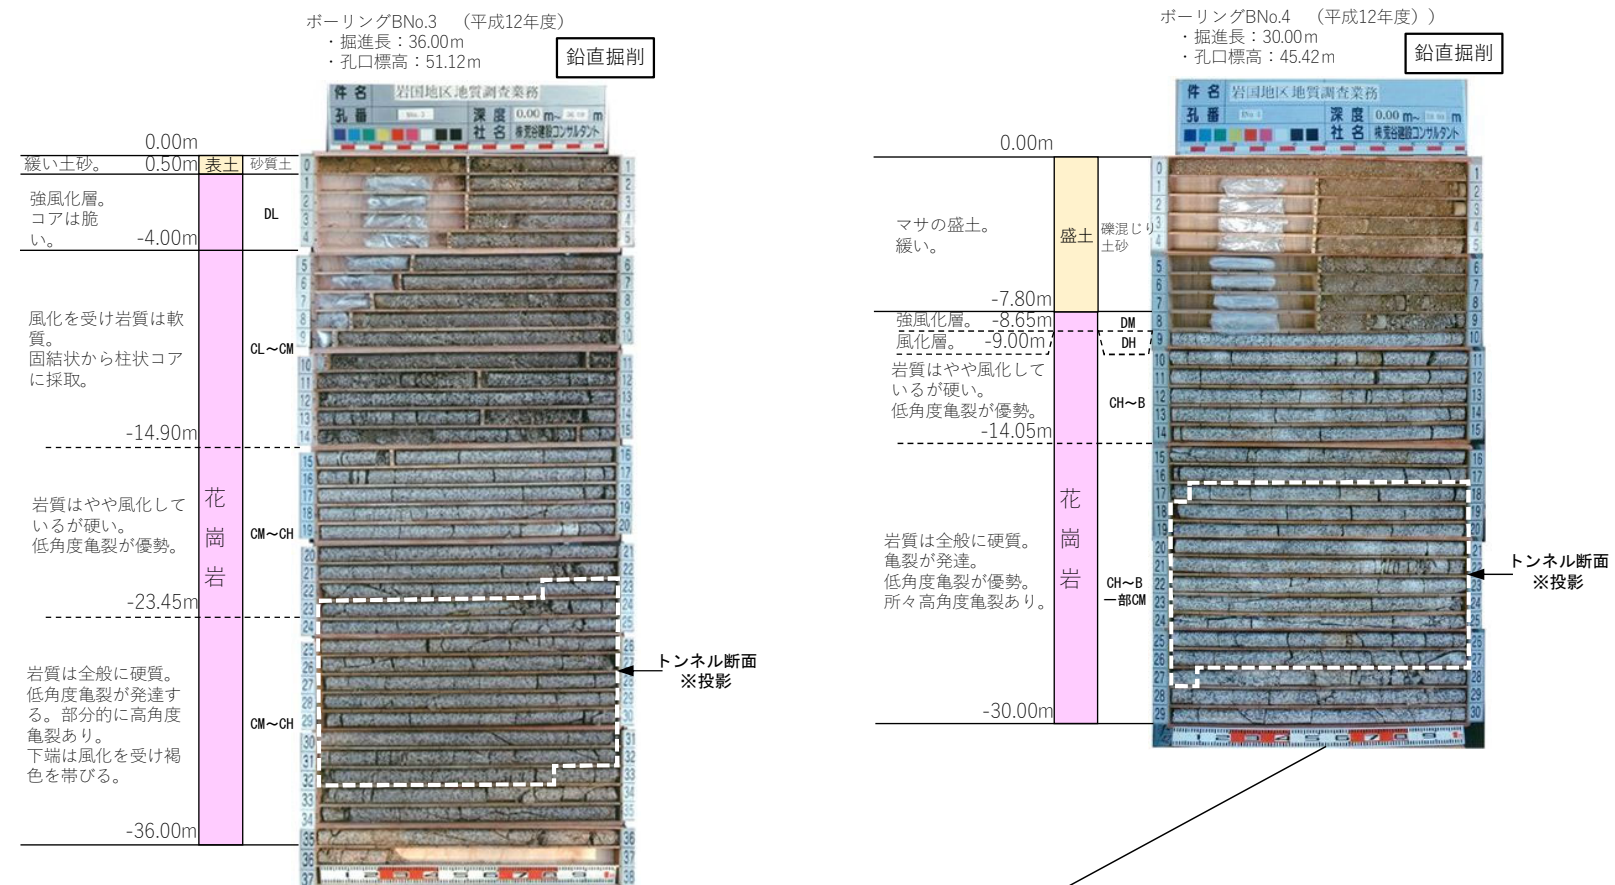 ボーリングBNo.3　（平成12年度）
・掘進長：36.00m
・孔口標高：51.12m
鉛直掘削
件 名 岩国地区地質調査業務
孔 番 BNo.3 深 度 0.00 m～ m
社 名 ㈱荒谷建設コンサルタント
0.00m
緩い土砂。 0.50m 表土 砂質土
強風化層。
コアは脆
い。 -4.00m
DL
風化を受け岩質は軟
質。
固結状から柱状コア
に採取。
CL～CM
-14.90m
岩質はやや風化して
いるが硬い。
低角度亀裂が優勢。
CM～CH
花
崗
岩
-23.45m
岩質は全般に硬質。
低角度亀裂が発達す
る。部分的に高角度
亀裂あり。
下端は風化を受け褐
色を帯びる。
CM～CH
-36.00m
トンネル断面
※投影
ボーリングBNo.4　（平成12年度））
・掘進長：30.00m
・孔口標高：45.42m
鉛直掘削
件 名 岩国地区地質調査業務
孔 番 BNo.4 深 度 0.00 m～ m
社 名 ㈱荒谷建設コンサルタント
0.00m
マサの盛土。
緩い。
盛土
礫混じり
土砂
-7.80m
強風化層。 -8.65m DM
風化層。 -9.00m DH
岩質はやや風化して
いるが硬い。
低角度亀裂が優勢。
CH～B
-14.05m
花
崗
岩
岩質は全般に硬質。
亀裂が発達。
低角度亀裂が優勢。
所々高角度亀裂あり。
CH～B
一部CM
-30.00m
トンネル断面
※投影